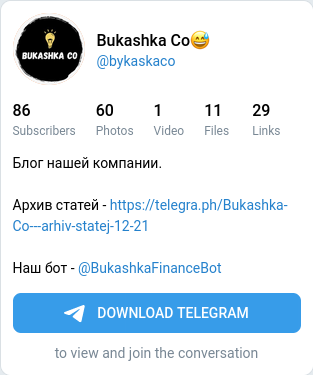 BUKASHKA CO
Bukashka Co😅
@bykaskaco
86 60 1 11 29
Subscribers Photos Video Files Links
Блог нашей компании.
Архив статей - https://telegra.ph/Bukashka-
Co---arhiv-statej-12-21
Наш бот - @BukashkaFinanceBot
DOWNLOAD TELEGRAM
to view and join the conversation